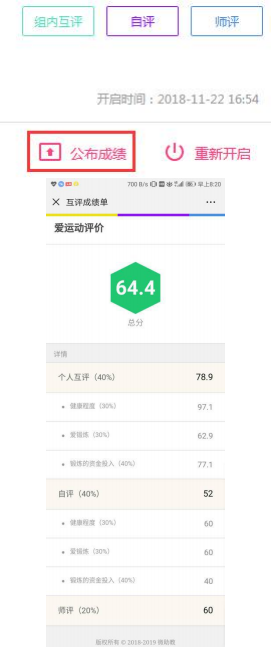 组内互评 自评 师评
开启时间：2018-11-22 16:54
公布成绩 重新开启
700 B/s 早上8:20
× 互评成绩单 ...
爱运动评价
64.4
总分
详情
个人互评（40%） 78.9
• 健康程度（30%） 97.1
• 爱锻炼（30%） 62.9
• 锻炼的资金投入（40%） 77.1
自评（40%） 52
• 健康程度（30%） 60
• 爱锻炼（30%） 60
• 锻炼的资金投入（40%） 40
师评（20%） 60
版权所有 © 2018-2019 微助教